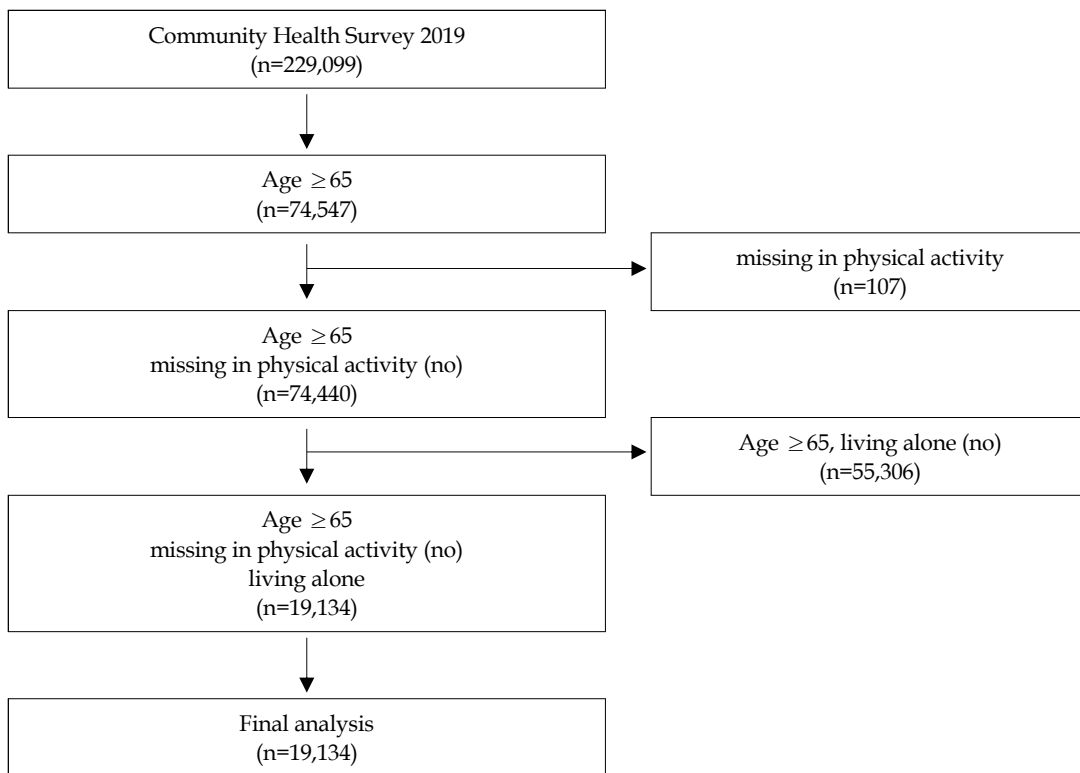 Community Health Survey 2019
(n=229,099)
Age ≥65
(n=74,547)
missing in physical activity
(n=107)
Age ≥65
missing in physical activity (no)
(n=74,440)
Age ≥65, living alone (no)
(n=55,306)
Age ≥65
missing in physical activity (no)
living alone
(n=19,134)
Final analysis
(n=19,134)